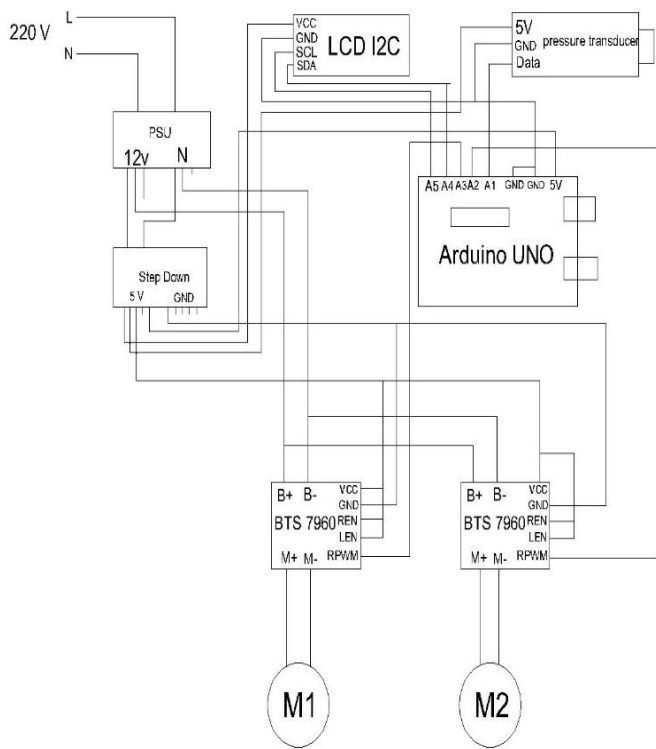 220 V
L
N
PSU
12v N
Step Down
5 V GND
VCC
GND
SCL
SDA
LCD I2C
5V
GND
Data
pressure transducer
A5 A4 A3 A2 A1 GND GND 5V
Arduino UNO
B+ B-
BTS 7960
M+ M-
VCC
GND
REN
LEN
RPWM
B+ B-
BTS 7960
M+ M-
VCC
GND
REN
LEN
RPWM
M1
M2